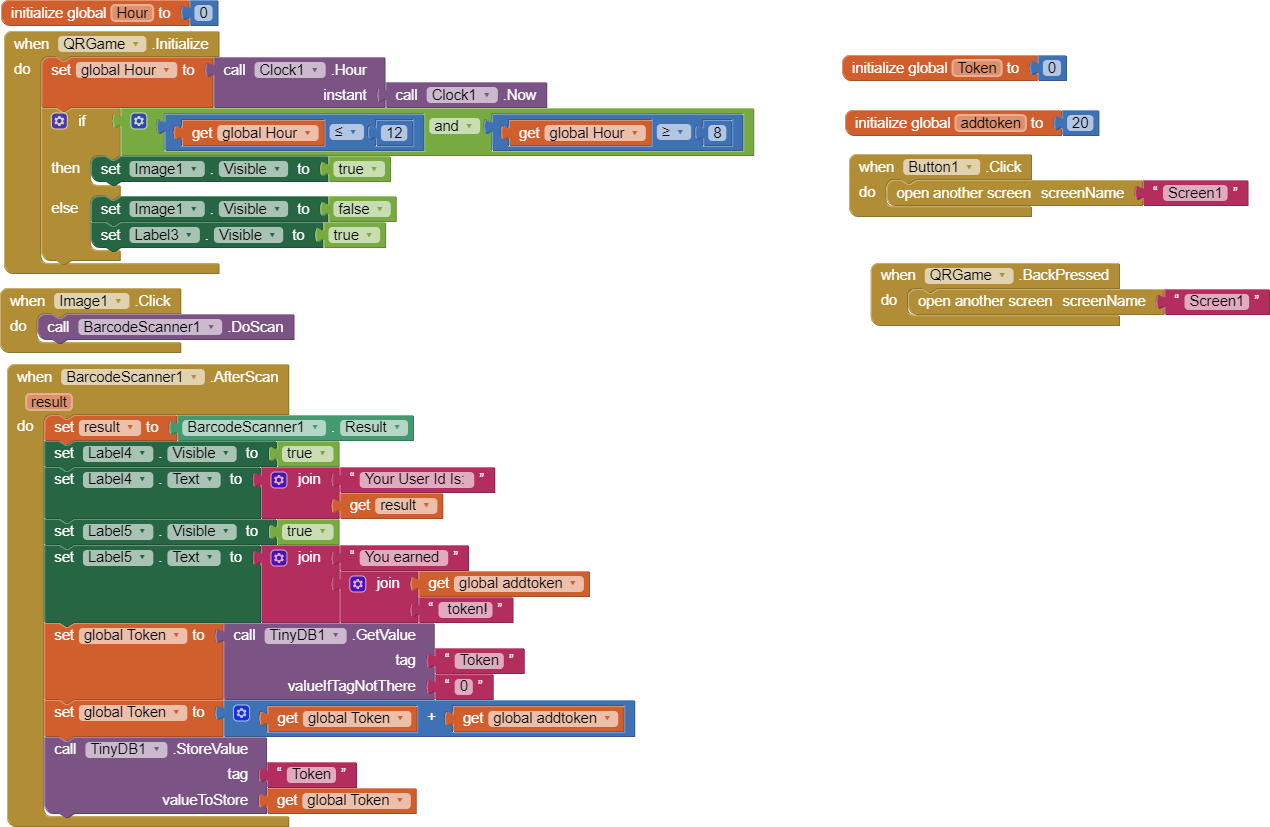 initialize global Hour to 0
when QRGame .Initialize
do set global Hour to call Clock1 .Hour
instant call Clock1 .Now
if get global Hour ≤ 12 and get global Hour ≥ 8
then set Image1 . Visible to true
else set Image1 . Visible to false
set Label3 . Visible to true
when Image1 .Click
do call BarcodeScanner1 .DoScan
when BarcodeScanner1 .AfterScan
result
do set result to BarcodeScanner1 . Result
set Label4 . Visible to true
set Label4 . Text to join “ Your User Id Is: ”
get result
set Label5 . Visible to true
set Label5 . Text to join “ You earned ”
join get global addtoken
“ token! ”
set global Token to call TinyDB1 .GetValue
tag “ Token ”
valueIfTagNotThere “ 0 ”
set global Token to get global Token + get global addtoken
call TinyDB1 .StoreValue
tag “ Token ”
valueToStore get global Token
initialize global Token to 0
initialize global addtoken to 20
when Button1 .Click
do open another screen screenName “ Screen1 ”
when QRGame .BackPressed
do open another screen screenName “ Screen1 ”